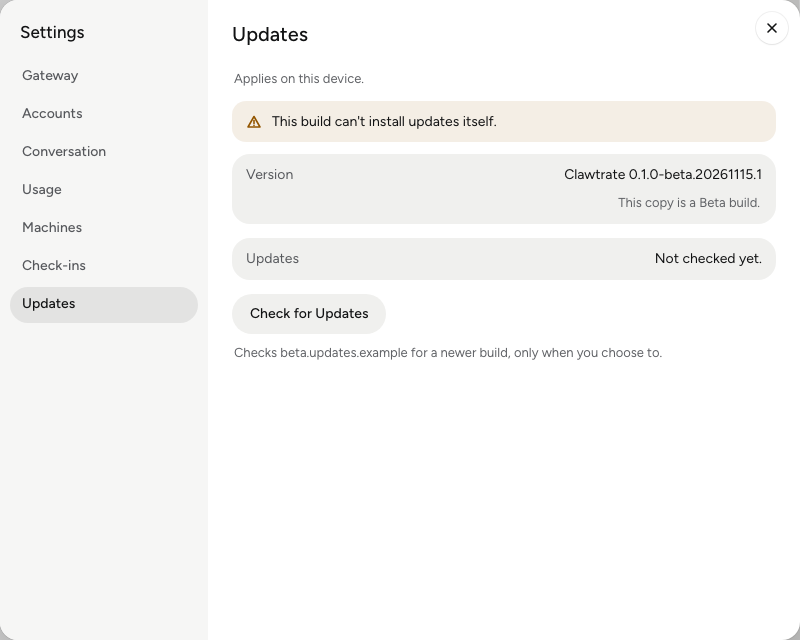 Settings
Gateway
Accounts
Conversation
Usage
Machines
Check-ins
Updates
Updates
Applies on this device.
This build can't install updates itself.
Version
Clawtrate 0.1.0-beta.20261115.1
This copy is a Beta build.
Updates
Not checked yet.
Check for Updates
Checks beta.updates.example for a newer build, only when you choose to.